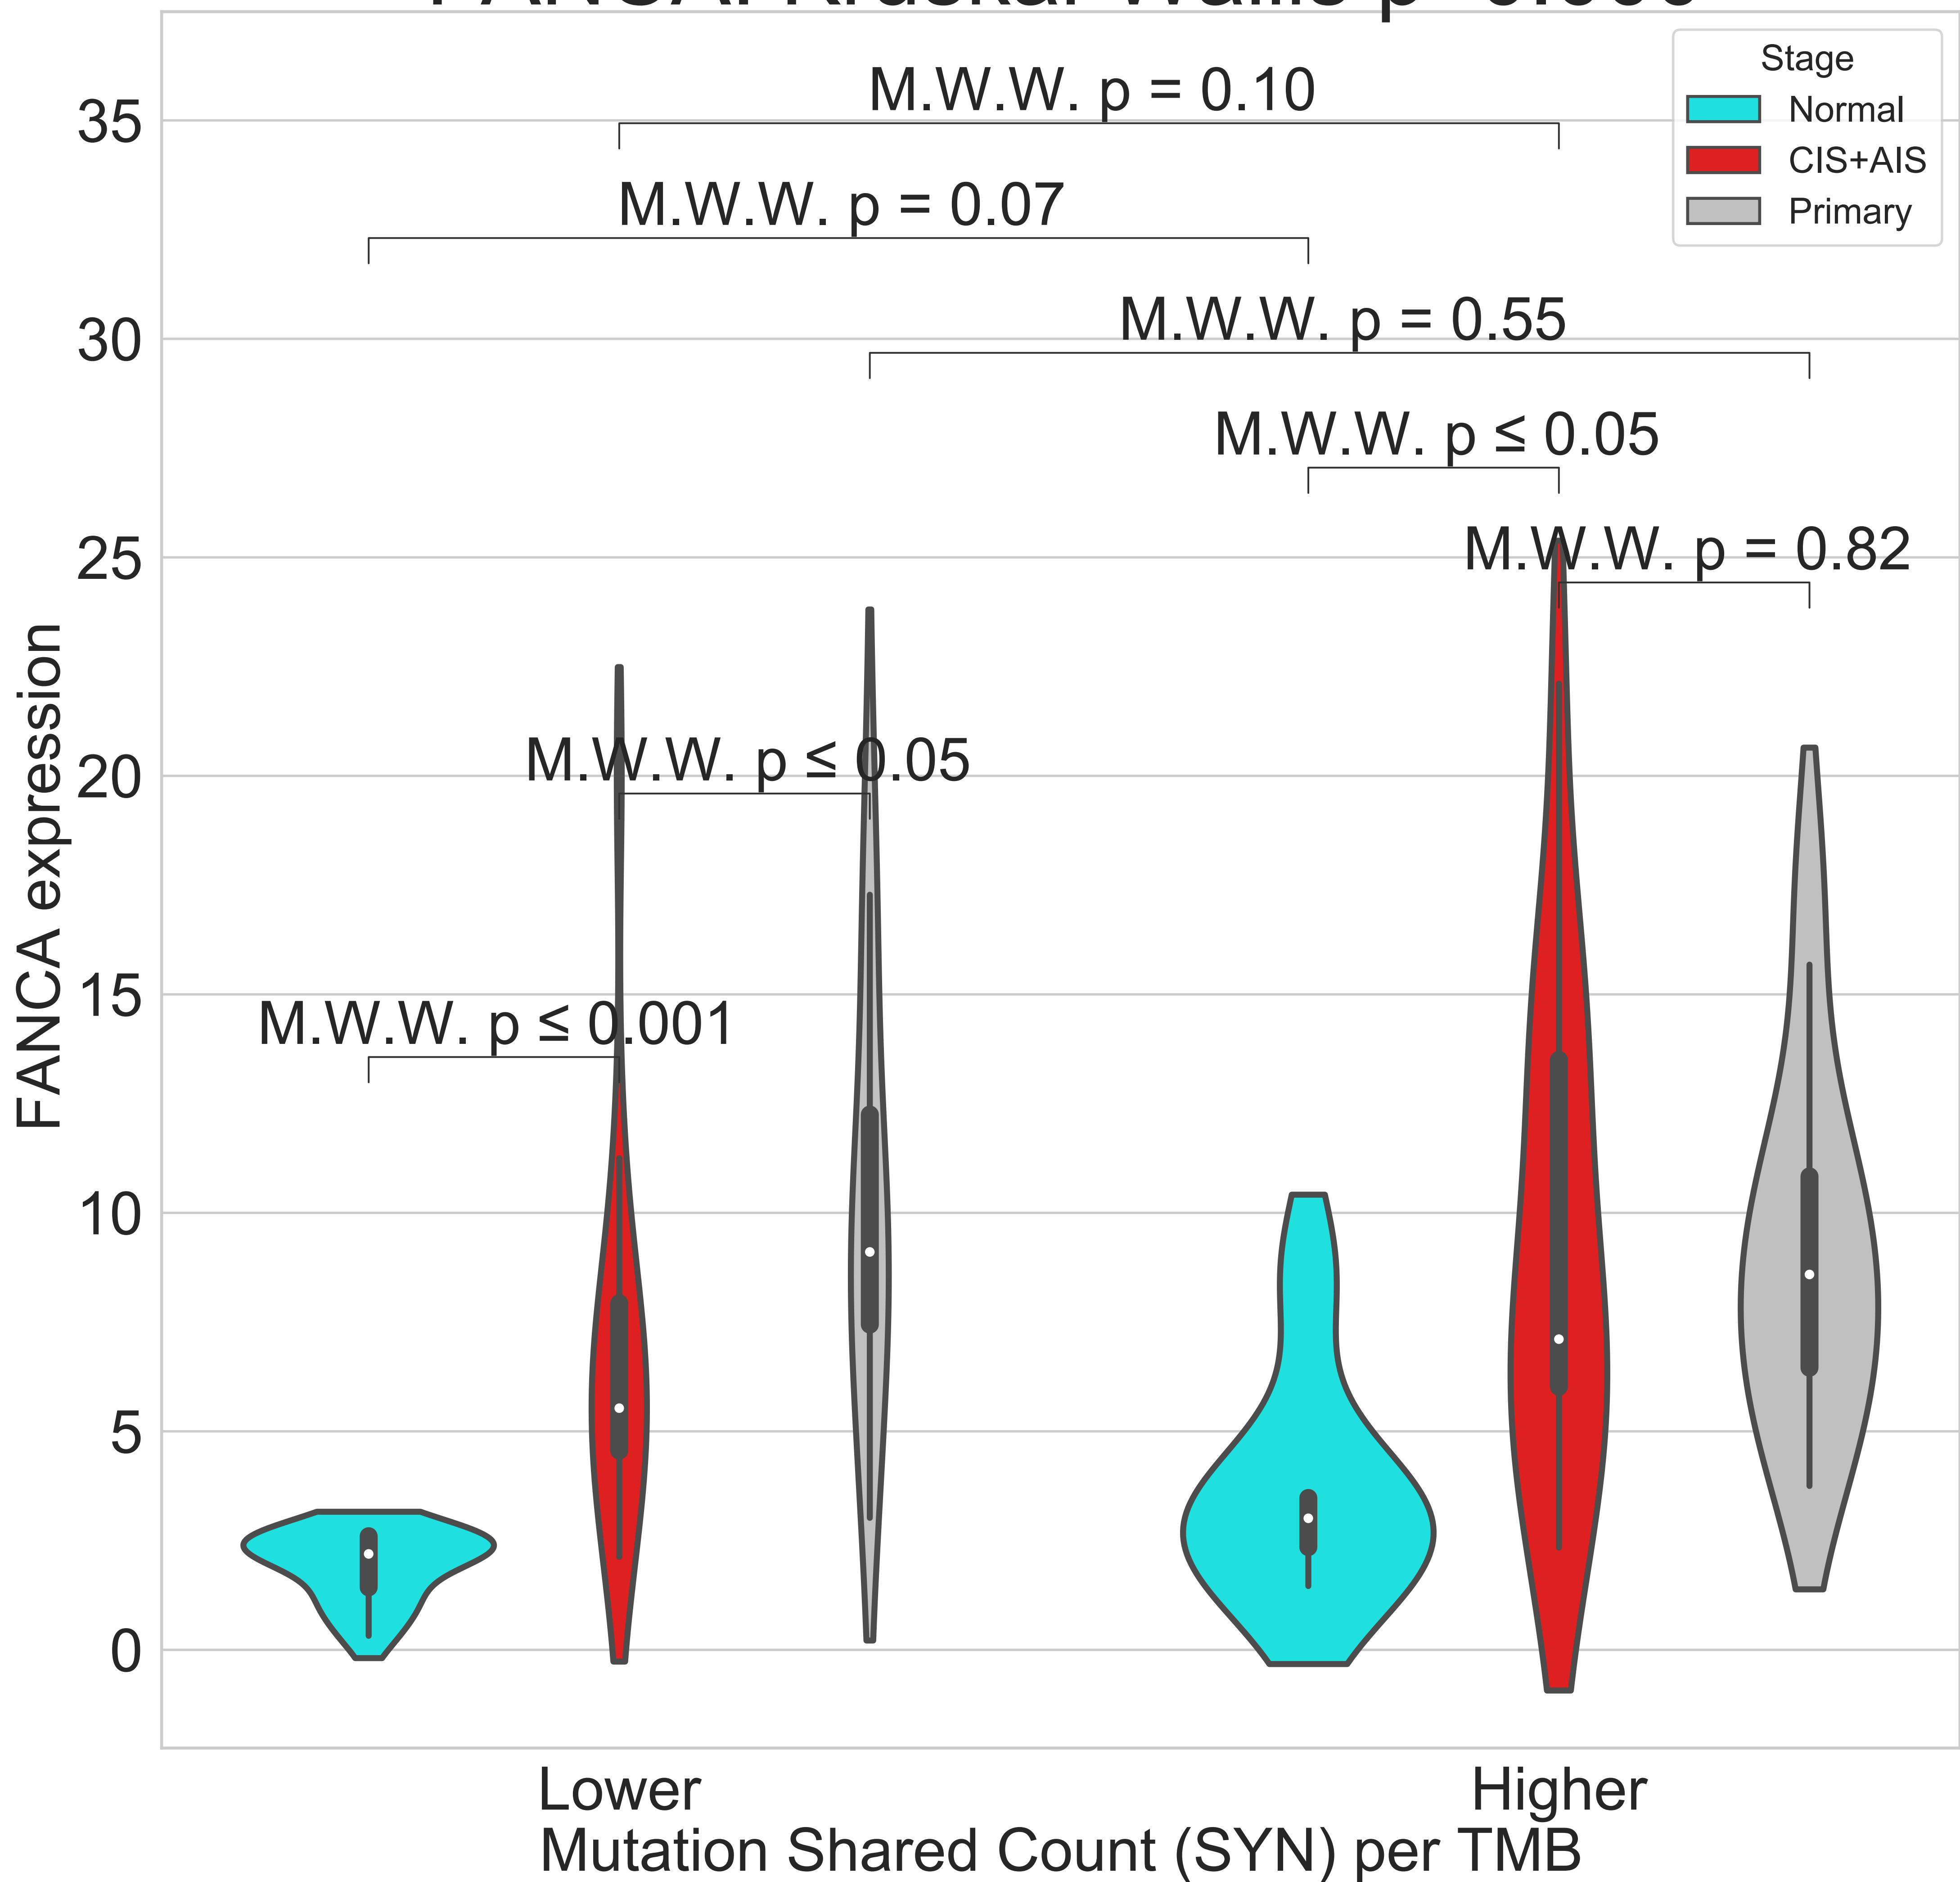 M.W.W. p = 0.10
M.W.W. p = 0.07
M.W.W. p = 0.55
M.W.W. p ≤ 0.05
M.W.W. p = 0.82
M.W.W. p ≤ 0.05
M.W.W. p ≤ 0.001
Stage
Normal
CIS+AIS
Primary
35
30
25
20
15
10
5
0
FANCA expression
Lower
Higher
Mutation Shared Count (SYN) per TMB